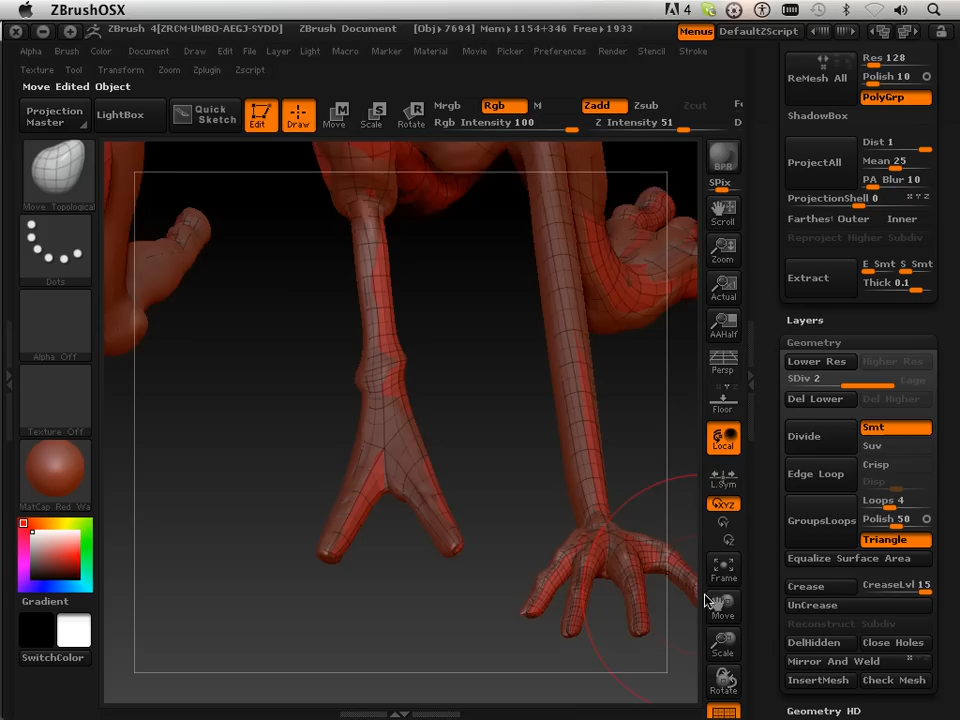 ZBrushOSX
4
ZBrush 4[ZRCM-UMBO-AEGJ-SYDD]
ZBrush Document
[Obj▸7694] Mem▸1154+346 Free▸1933
Menus
DefaultZScript
Alpha Brush Color Document Draw Edit File Layer Light Macro Marker Material Movie Picker Preferences Render Stencil Stroke
Texture Tool Transform Zoom Zplugin Zscript
Move Edited Object
Projection
Master
LightBox
Quick
Sketch
Edit
Draw
Move
Scale
Rotate
Mrgb Rgb M
Rgb Intensity 100
Zadd Zsub Zcut
Z Intensity 51
Fo
D
Move Topological
Dots
Alpha Off
Texture Off
MatCap Red Wa
Gradient
SwitchColor
BPR
SPix
Scroll
Zoom
Actual
AAHalf
Persp
Floor
Local
L.Sym
XYZ
Frame
Move
Scale
Rotate
ReMesh All
Res 128
Polish 10
PolyGrp
ShadowBox
ProjectAll
Dist 1
Mean 25
PA Blur 10
ProjectionShell 0
Farthest Outer Inner
Reproject Higher Subdiv
Extract
E Smt S Smt
Thick 0.1
Layers
Geometry
Lower Res Higher Res
SDiv 2 Cage
Del Lower Del Higher
Divide
Smt
Suv
Edge Loop
Crisp
Disp
GroupsLoops
Loops 4
Polish 50
Triangle
Equalize Surface Area
Crease CreaseLvl 15
UnCrease
Reconstruct Subdiv
DelHidden Close Holes
Mirror And Weld
InsertMesh Check Mesh
Geometry HD